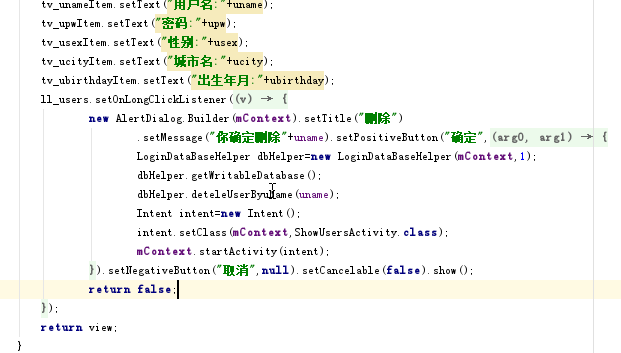 tv_unameItem.setText("用户名:"+uname);
tv_upwItem.setText("密码:"+upw);
tv_usexItem.setText("性别:"+usex);
tv_ucityItem.setText("城市名:"+ucity);
tv_ubirthdayItem.setText("出生年月:"+ubirthday);
ll_users.setOnLongClickListener((v) → {
new AlertDialog.Builder(mContext).setTitle("删除")
.setMessage("你确定删除"+uname).setPositiveButton("确定",(arg0, arg1) → {
LoginDataBaseHelper dbHelper=new LoginDataBaseHelper(mContext,1);
dbHelper.getWritableDatabase();
dbHelper.deteleUserByuName(uname);
Intent intent=new Intent();
intent.setClass(mContext,ShowUsersActivity.class);
mContext.startActivity(intent);
}).setNegativeButton("取消",null).setCancelable(false).show();
return false;
});
return view;
}